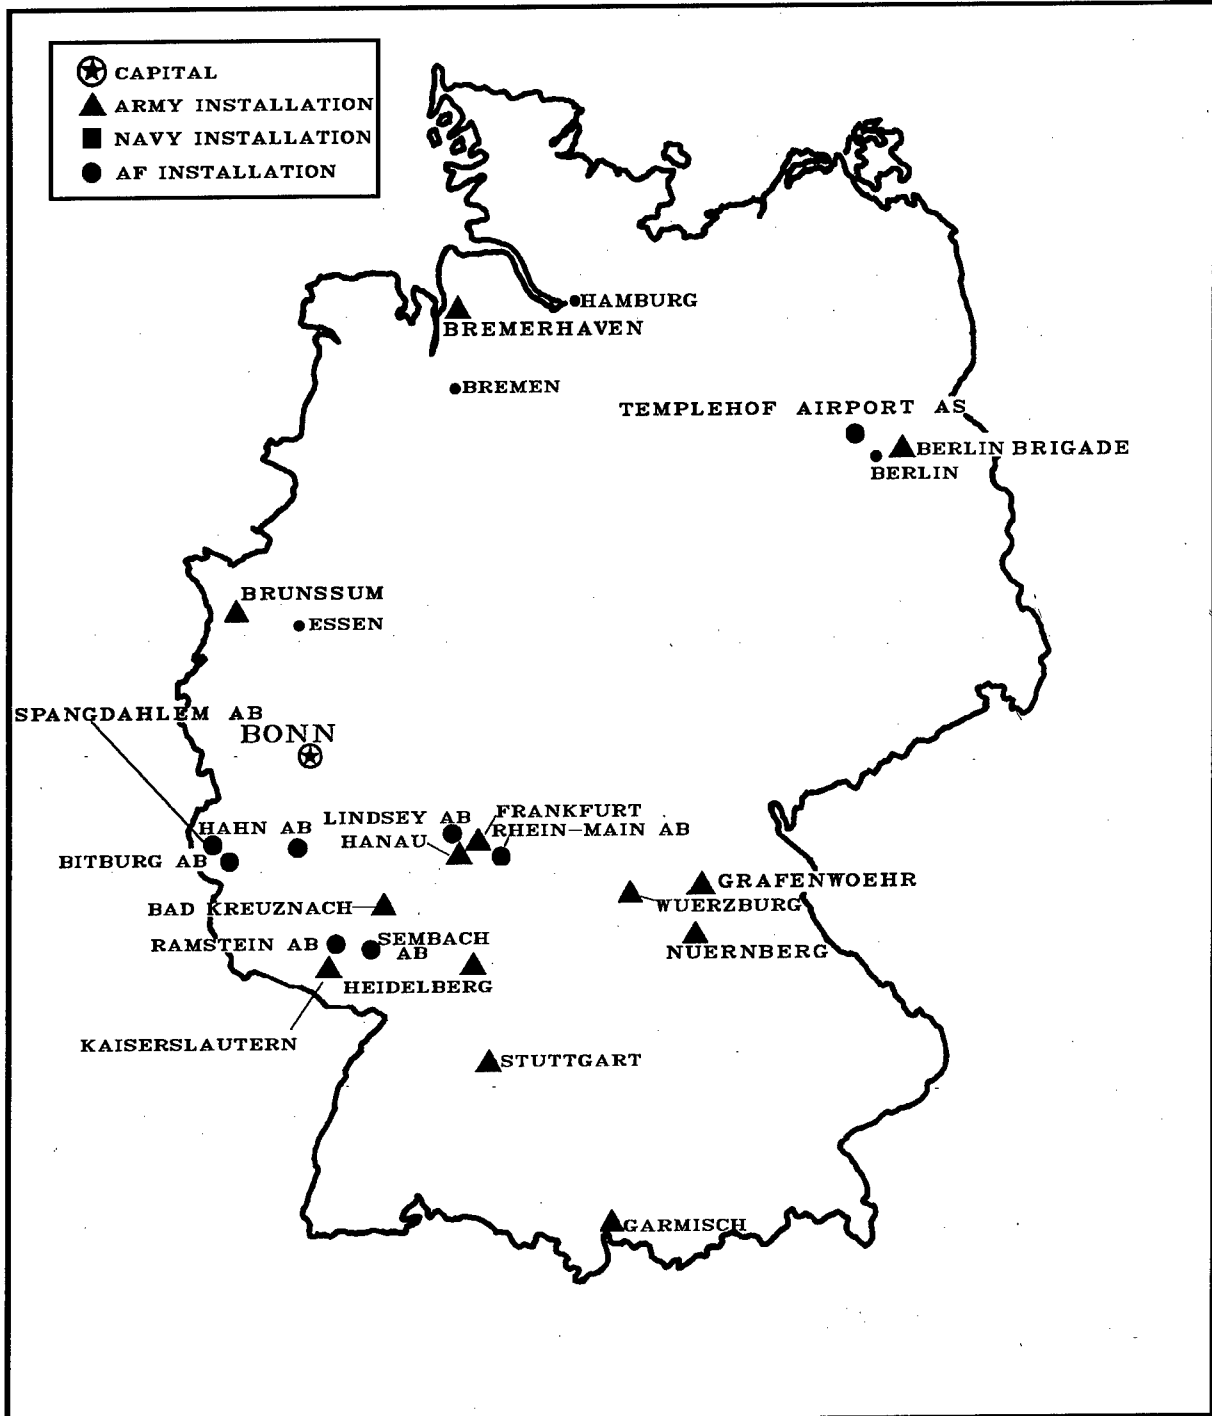 CAPITAL
ARMY INSTALLATION
NAVY INSTALLATION
AF INSTALLATION
HAMBURG
BREMERHAVEN
BREMEN
TEMPLEHOF AIRPORT AS
BERLIN BRIGADE
BERLIN
BRUNSSUM
ESSEN
SPANGDAHLEM AB
BONN
LINDSEY AB
FRANKFURT
HAHN AB
RHEIN-MAIN AB
HANAU
BITBURG AB
GRAFENWOEHR
BAD KREUZNACH
WUERZBURG
RAMSTEIN AB
SEMBACH
AB
NUERNBERG
HEIDELBERG
KAISERSLAUTERN
STUTTGART
GARMISCH